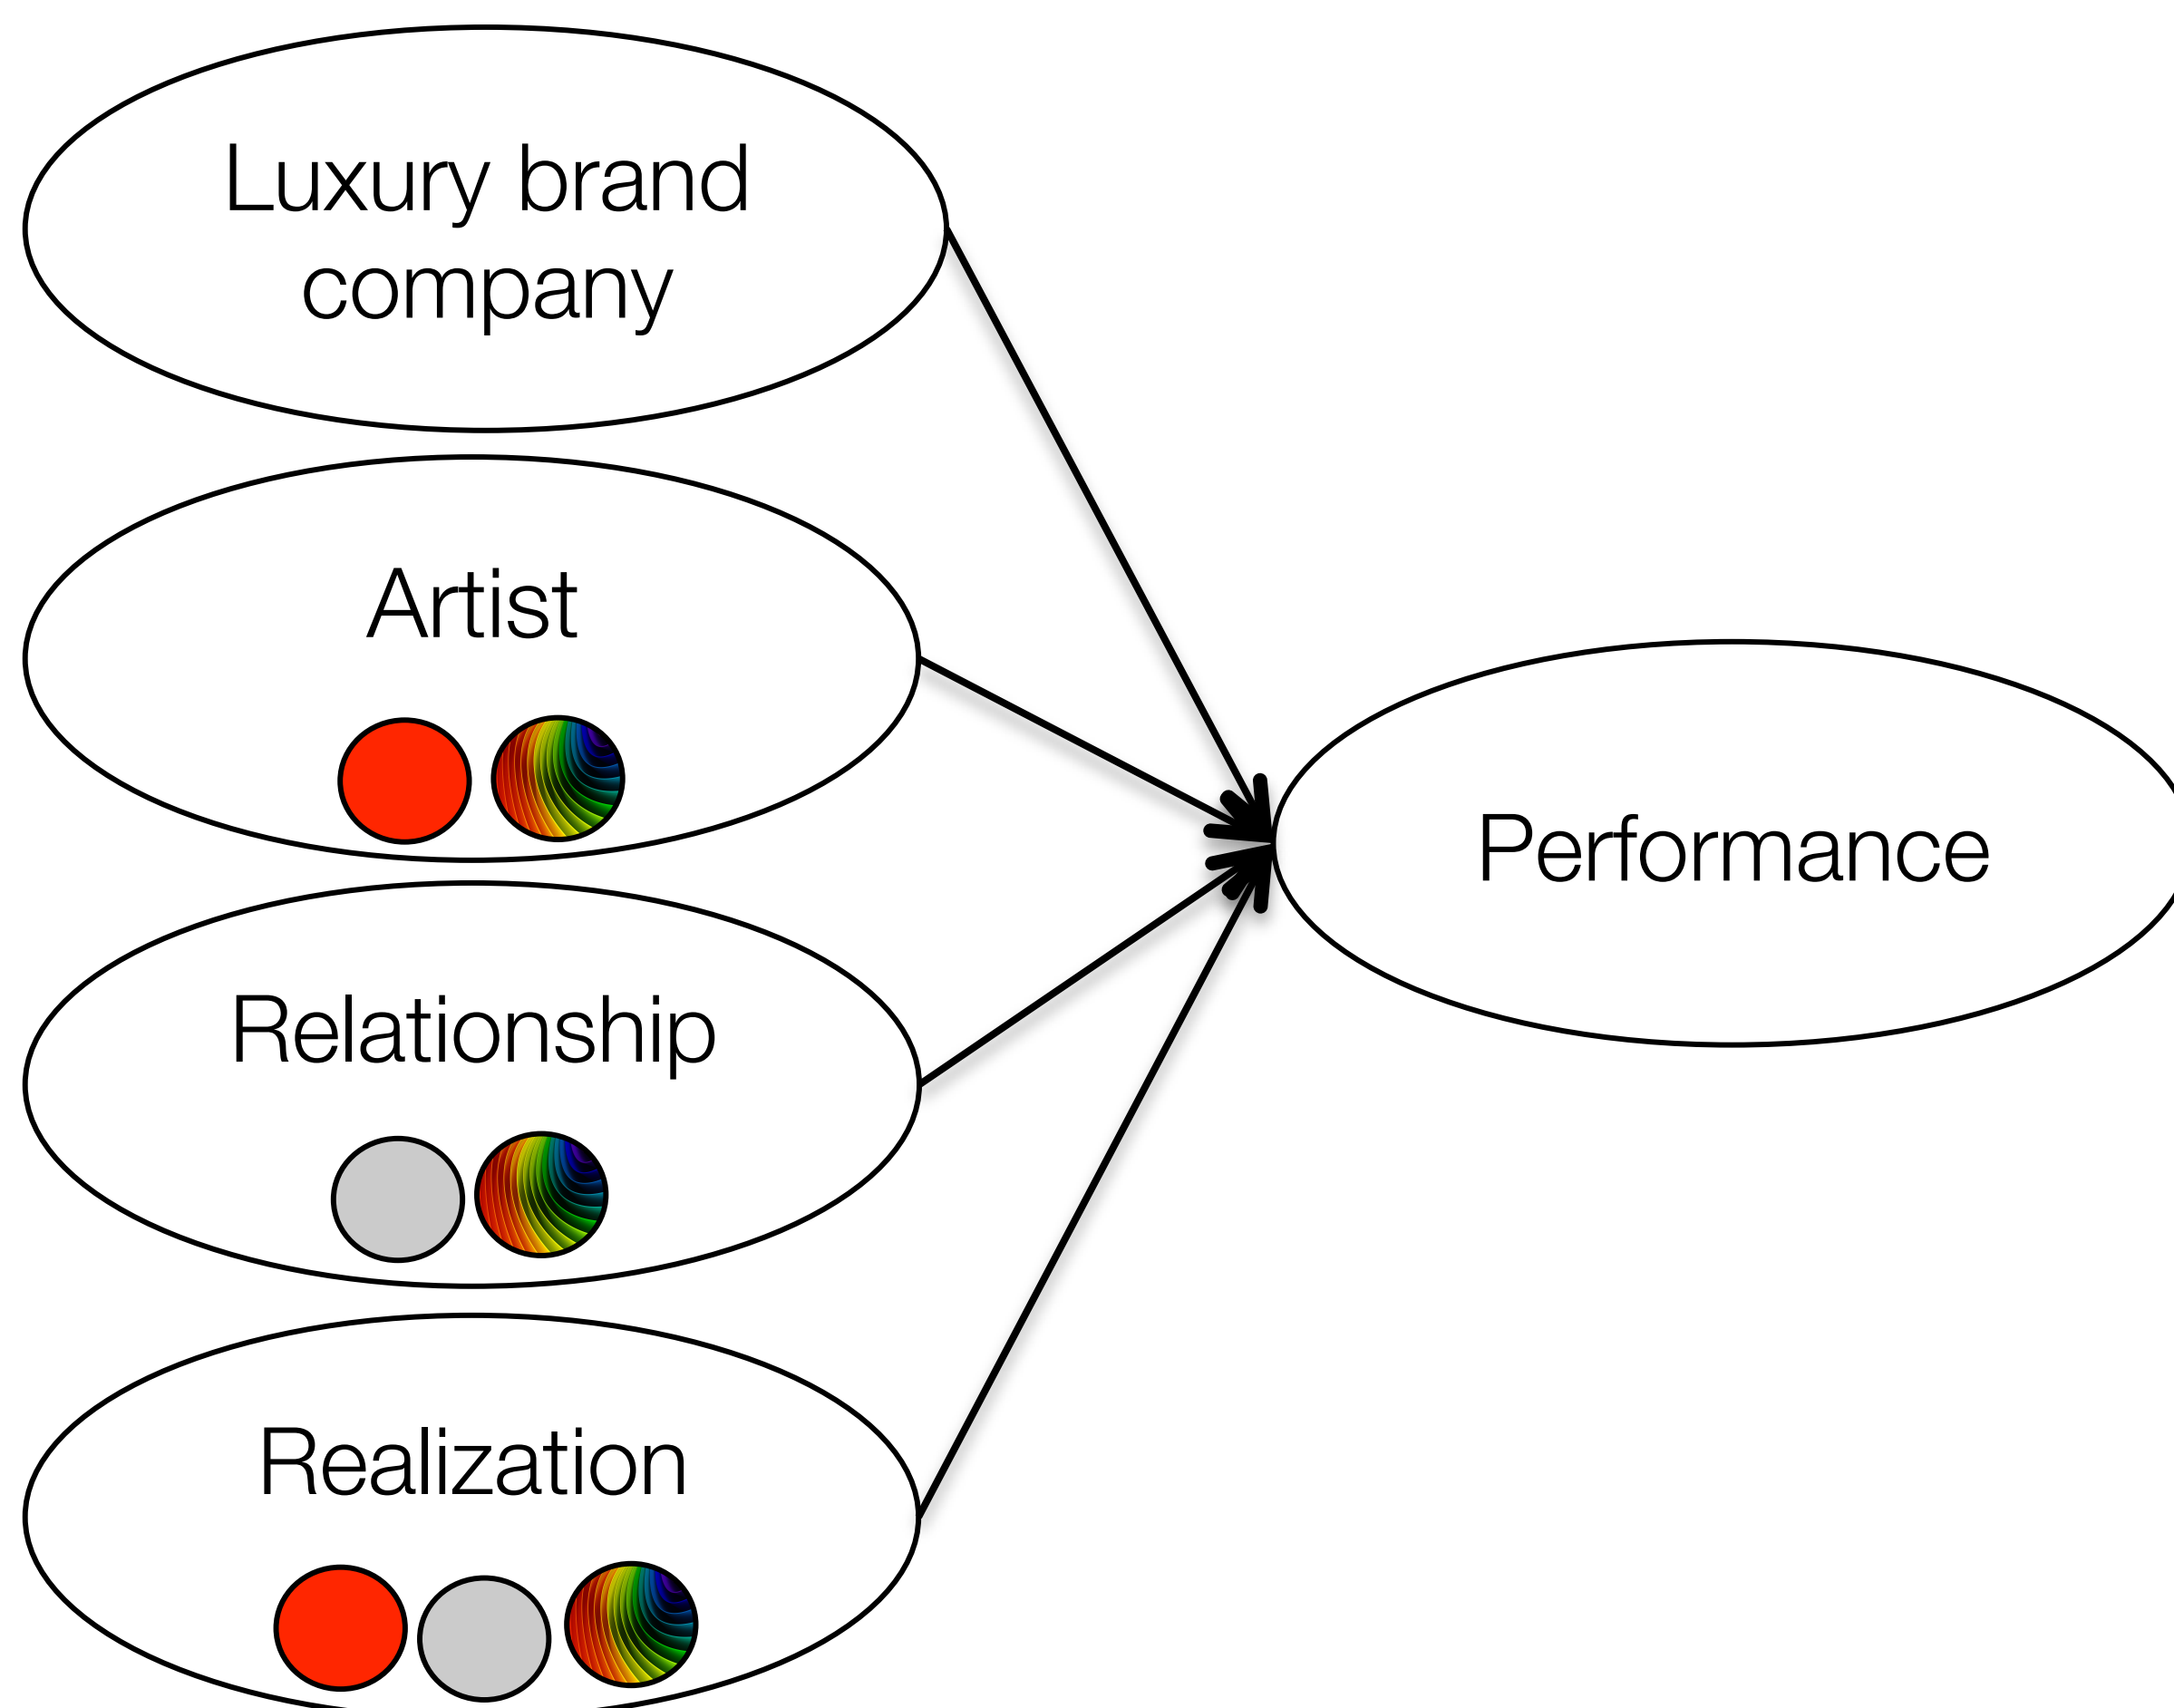 Luxury brand
company
Artist
Performance
Relationship
Realization